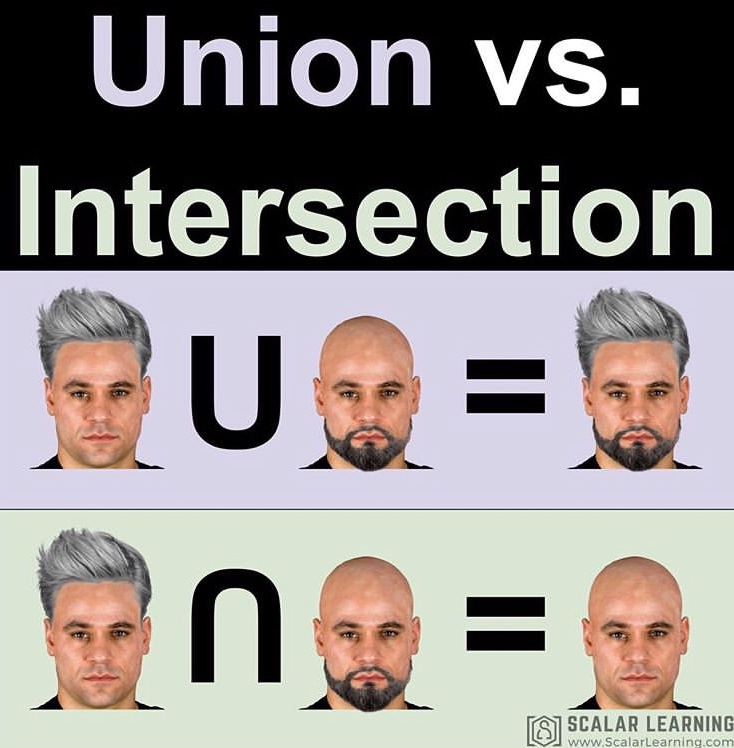 Union vs.
Intersection
U =
∩ =
SCALAR LEARNING
www.ScalarLearning.com